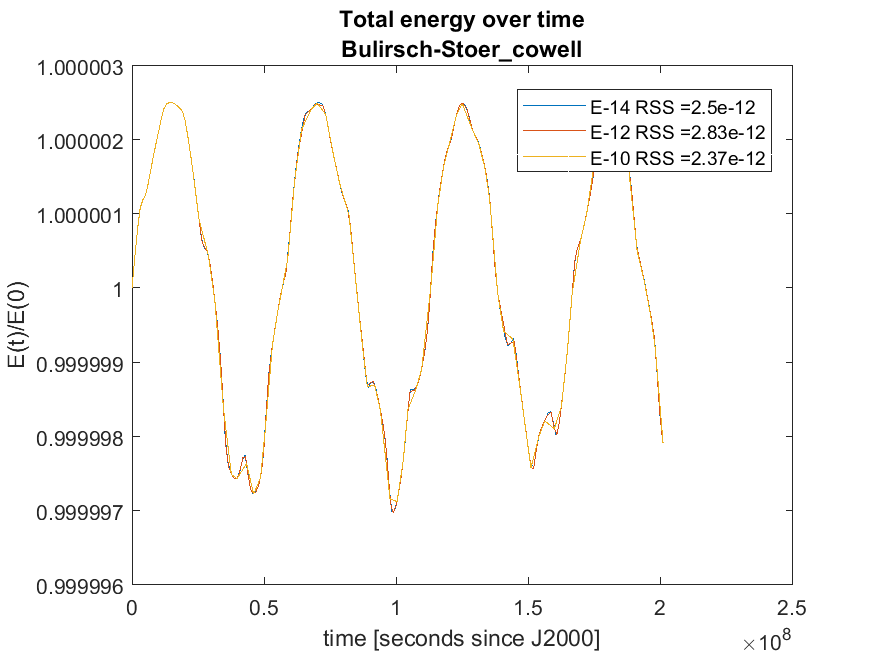 Total energy over time
Bulirsch-Stoer_cowell
1.000003
1.000002
1.000001
1
0.999999
0.999998
0.999997
0.999996
E(t)/E(0)
E-14 RSS =2.5e-12
E-12 RSS =2.83e-12
E-10 RSS =2.37e-12
0 0.5 1 1.5 2 2.5
time [seconds since J2000]
×10^8